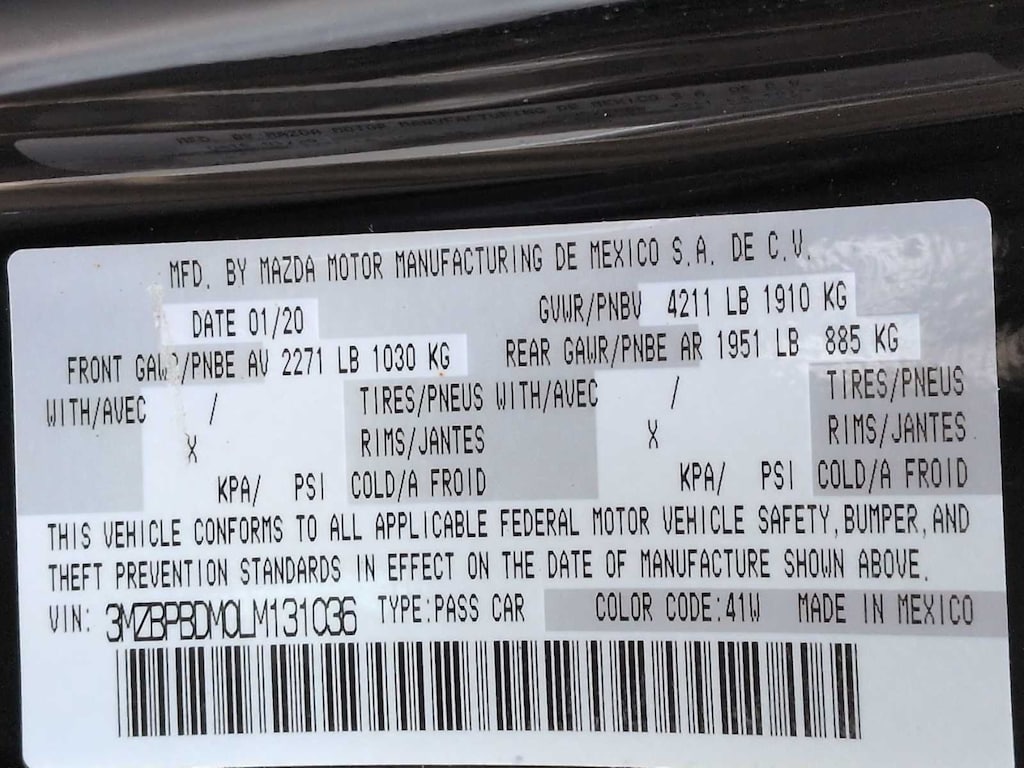 MFD. BY MAZDA MOTOR MANUFACTURING DE MEXICO S.A. DE C.V.
DATE 01/20 GVWR/PNBV 4211 LB 1910 KG
FRONT GAWR/PNBE AV 2271 LB 1030 KG REAR GAWR/PNBE AR 1951 LB 885 KG
WITH/AVEC / TIRES/PNEUS WITH/AVEC / TIRES/PNEUS
X RIMS/JANTES X RIMS/JANTES
KPA/ PSI COLD/A FROID KPA/ PSI COLD/A FROID
THIS VEHICLE CONFORMS TO ALL APPLICABLE FEDERAL MOTOR VEHICLE SAFETY, BUMPER, AND
THEFT PREVENTION STANDARDS IN EFFECT ON THE DATE OF MANUFACTURE SHOWN ABOVE.
VIN: 3MZBPBDM0LM131036 TYPE:PASS CAR COLOR CODE:41W MADE IN MEXICO